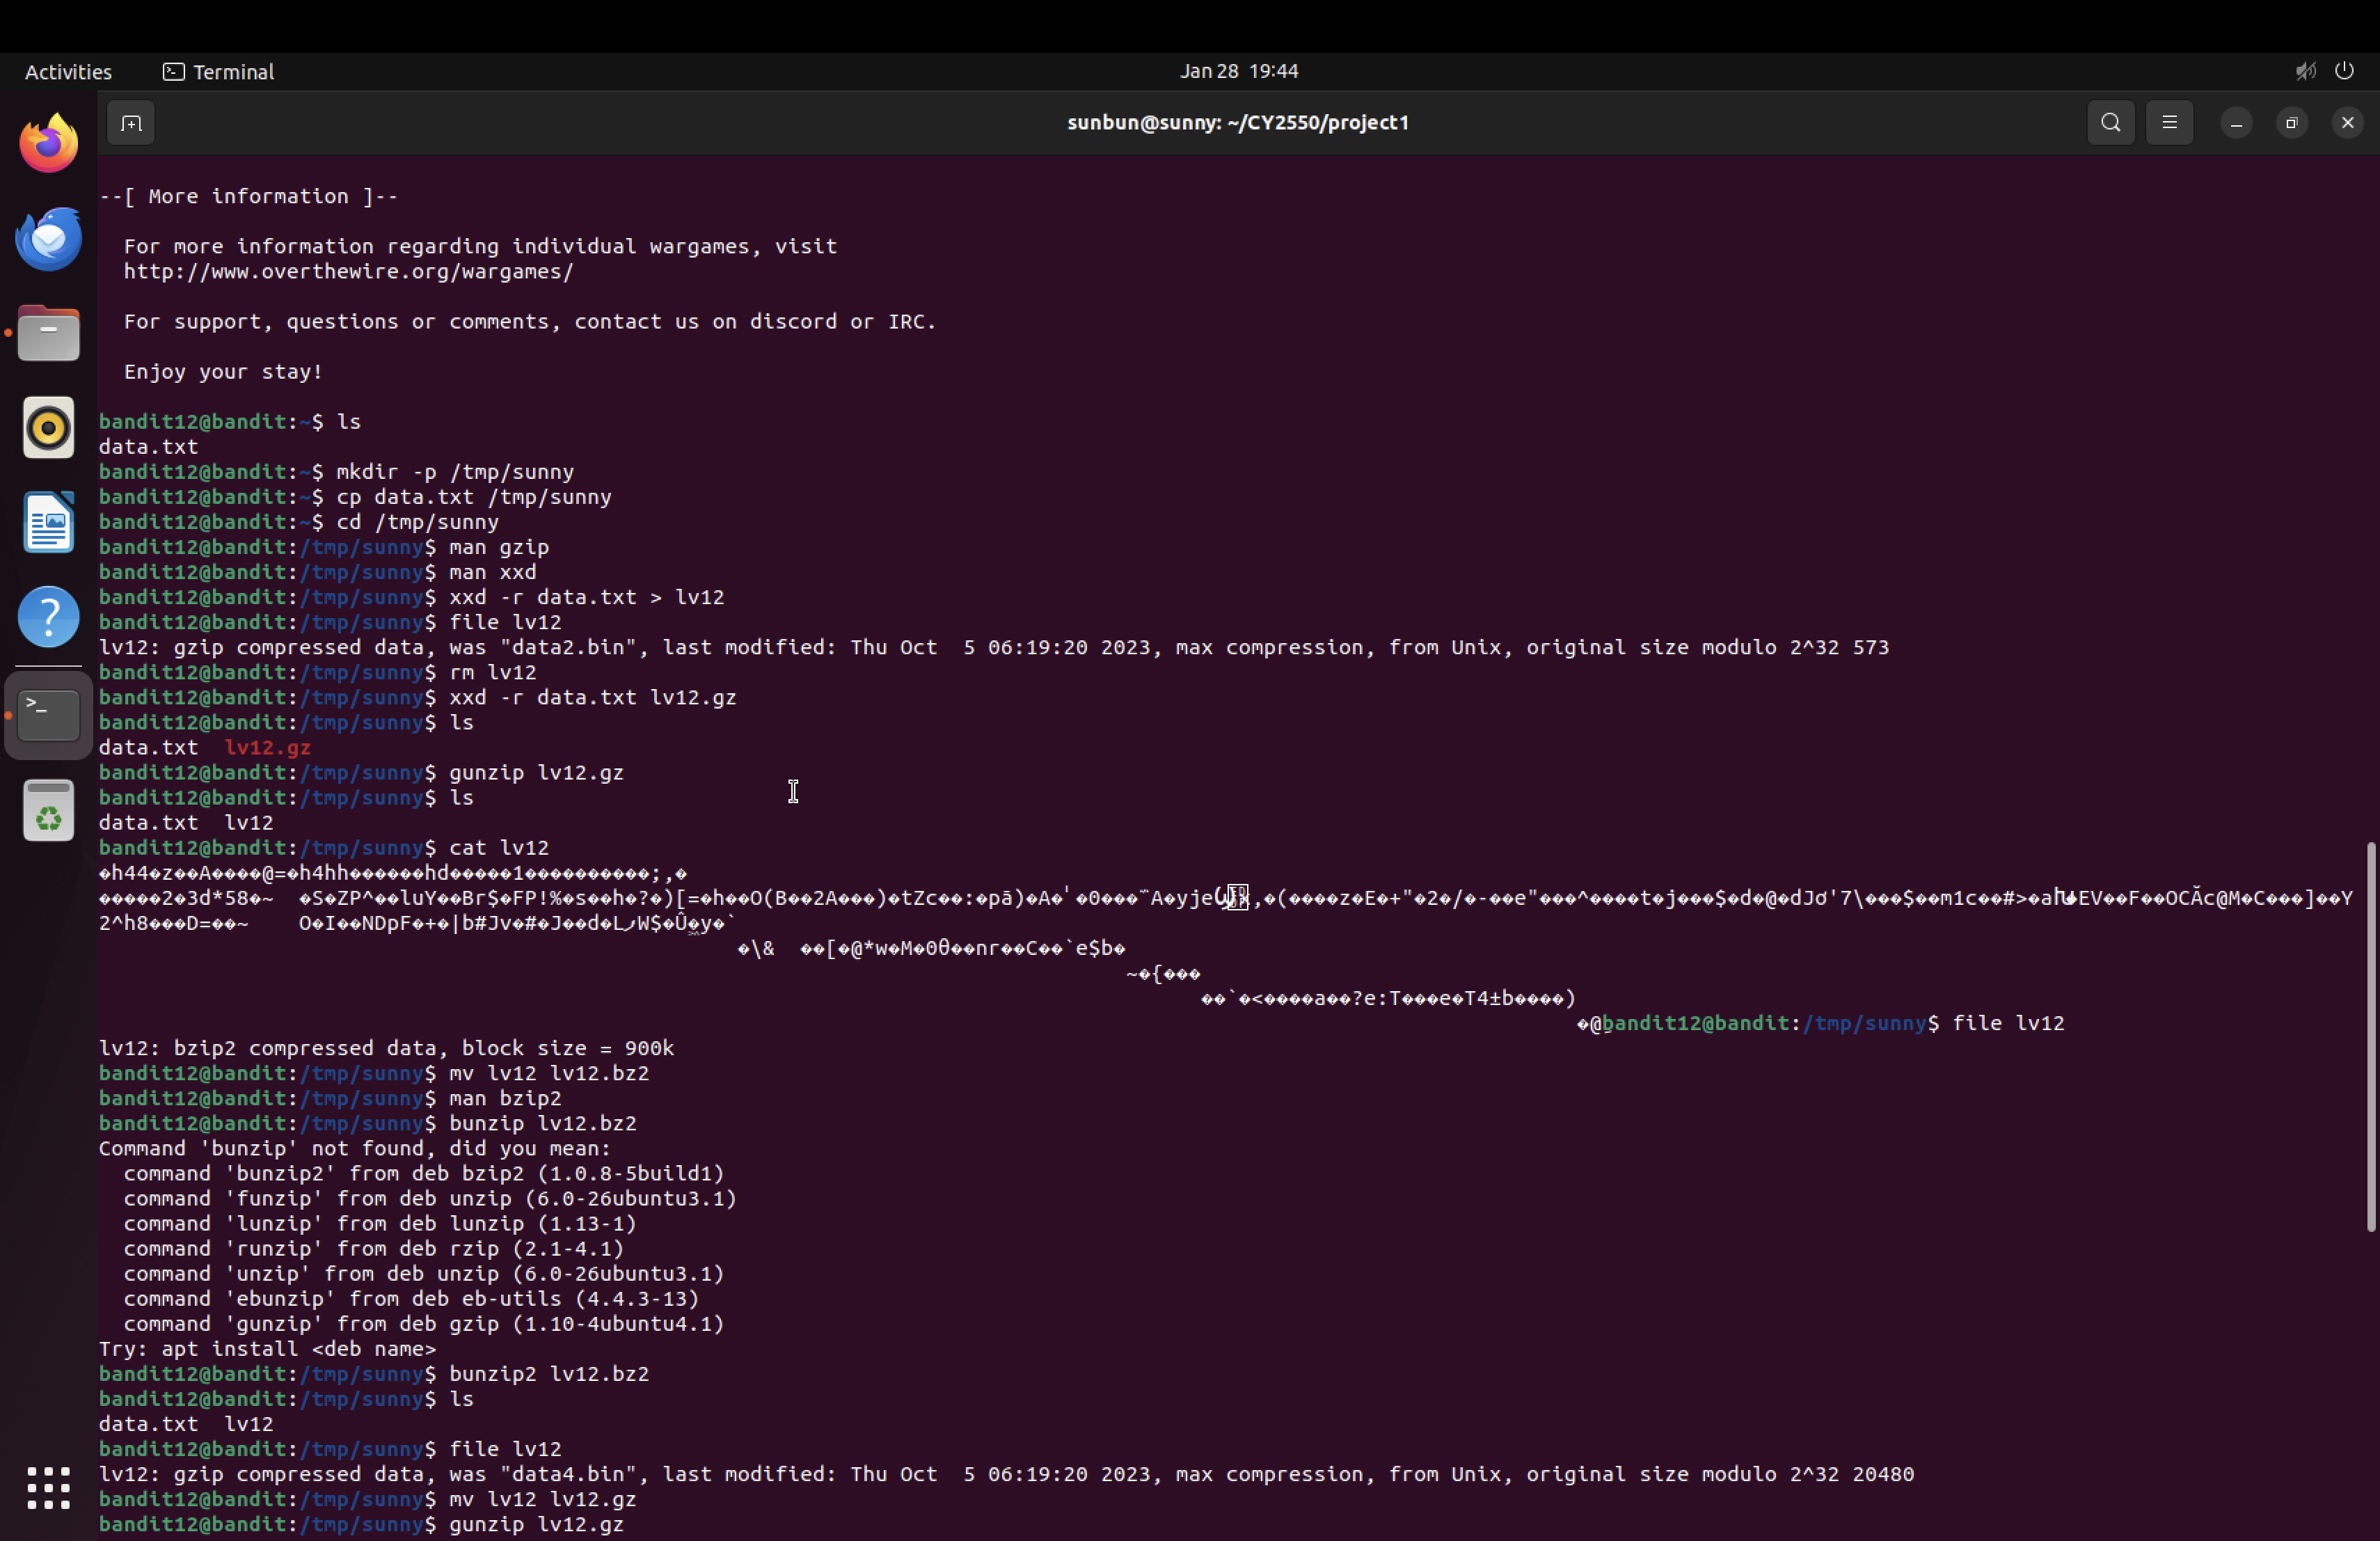 Activities Terminal Jan 28 19:44
sunbun@sunny: ~/CY2550/project1
--[ More information ]--
For more information regarding individual wargames, visit
http://www.overthewire.org/wargames/
For support, questions or comments, contact us on discord or IRC.
Enjoy your stay!
bandit12@bandit:~$ ls
data.txt
bandit12@bandit:~$ mkdir -p /tmp/sunny
bandit12@bandit:~$ cp data.txt /tmp/sunny
bandit12@bandit:~$ cd /tmp/sunny
bandit12@bandit:/tmp/sunny$ man gzip
bandit12@bandit:/tmp/sunny$ man xxd
bandit12@bandit:/tmp/sunny$ xxd -r data.txt > lv12
bandit12@bandit:/tmp/sunny$ file lv12
lv12: gzip compressed data, was "data2.bin", last modified: Thu Oct  5 06:19:20 2023, max compression, from Unix, original size modulo 2^32 573
bandit12@bandit:/tmp/sunny$ rm lv12
bandit12@bandit:/tmp/sunny$ xxd -r data.txt lv12.gz
bandit12@bandit:/tmp/sunny$ ls
data.txt  lv12.gz
bandit12@bandit:/tmp/sunny$ gunzip lv12.gz
bandit12@bandit:/tmp/sunny$ ls
data.txt  lv12
bandit12@bandit:/tmp/sunny$ cat lv12
�h44�z��A����@=�h4hh������hd�����1����������;,�
�\&  ��[�@*w�M�0θ��nr��C��`e$b�
~�{���
��`�<����a��?e:T���e�T4±b����)
�@bandit12@bandit:/tmp/sunny$ file lv12
lv12: bzip2 compressed data, block size = 900k
bandit12@bandit:/tmp/sunny$ mv lv12 lv12.bz2
bandit12@bandit:/tmp/sunny$ man bzip2
bandit12@bandit:/tmp/sunny$ bunzip lv12.bz2
Command 'bunzip' not found, did you mean:
command 'bunzip2' from deb bzip2 (1.0.8-5build1)
command 'funzip' from deb unzip (6.0-26ubuntu3.1)
command 'lunzip' from deb lunzip (1.13-1)
command 'runzip' from deb rzip (2.1-4.1)
command 'unzip' from deb unzip (6.0-26ubuntu3.1)
command 'ebunzip' from deb eb-utils (4.4.3-13)
command 'gunzip' from deb gzip (1.10-4ubuntu4.1)
Try: apt install <deb name>
bandit12@bandit:/tmp/sunny$ bunzip2 lv12.bz2
bandit12@bandit:/tmp/sunny$ ls
data.txt  lv12
bandit12@bandit:/tmp/sunny$ file lv12
lv12: gzip compressed data, was "data4.bin", last modified: Thu Oct  5 06:19:20 2023, max compression, from Unix, original size modulo 2^32 20480
bandit12@bandit:/tmp/sunny$ mv lv12 lv12.gz
bandit12@bandit:/tmp/sunny$ gunzip lv12.gz